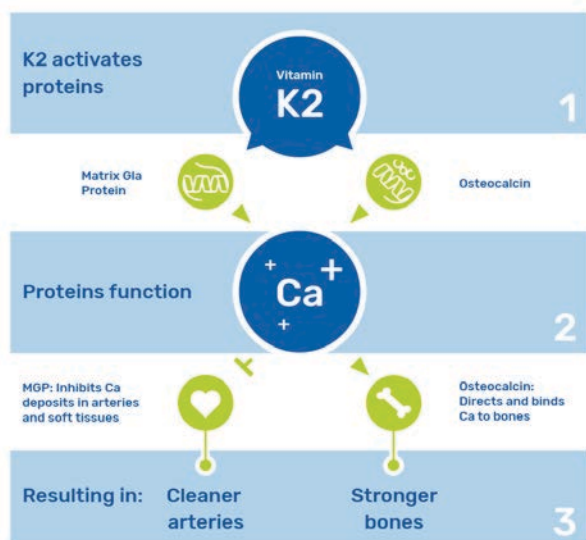 K2 activates
proteins
Vitamin
K2
1
Matrix Gla
Protein
Osteocalcin
Proteins function
Ca
2
MGP: Inhibits Ca
deposits in arteries
and soft tissues
Osteocalcin:
Directs and binds
Ca to bones
Resulting in:
Cleaner
arteries
Stronger
bones
3